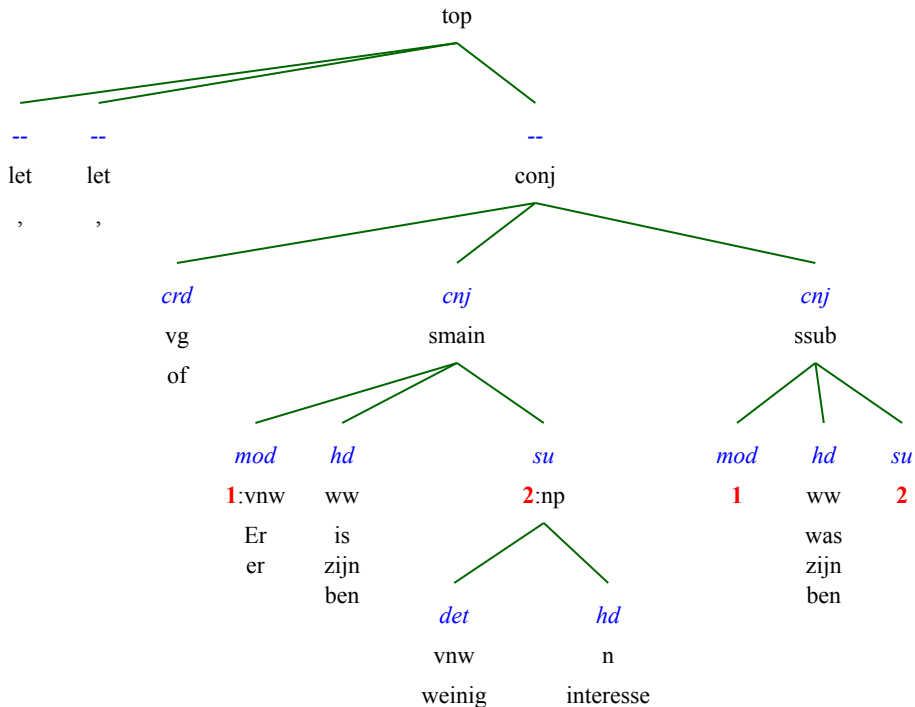 top
-- -- --
let let conj
, ,
crd cnj cnj
vg smain ssub
of
mod hd su mod hd su
1:vnw ww 2:np 1 ww 2
Er is was
er zijn zijn
ben ben
det hd
vnw n
weinig interesse